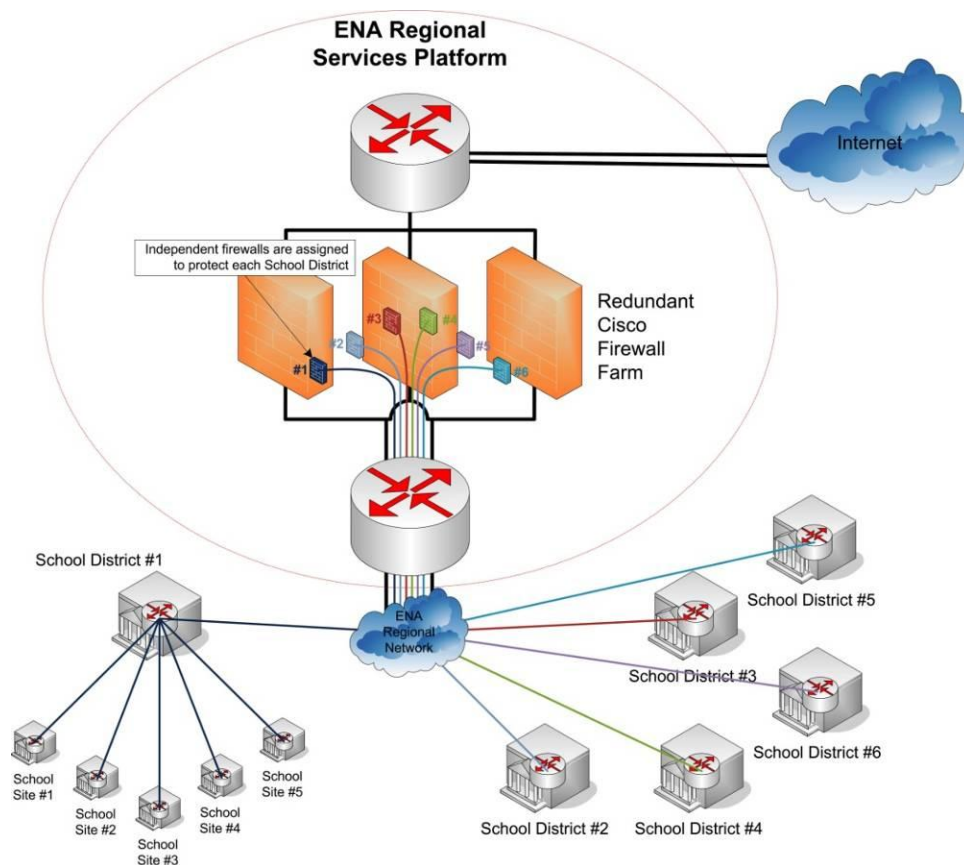 ENA Regional
Services Platform
Internet
Independent firewalls are assigned
to protect each School District
Redundant
Cisco
Firewall
Farm
#3
#4
#2
#5
#1
#6
School District #1
ENA
Regional
Network
School District #5
School District #3
School District #6
School District #2
School District #4
School
Site #1
School
Site #2
School
Site #3
School
Site #4
School
Site #5